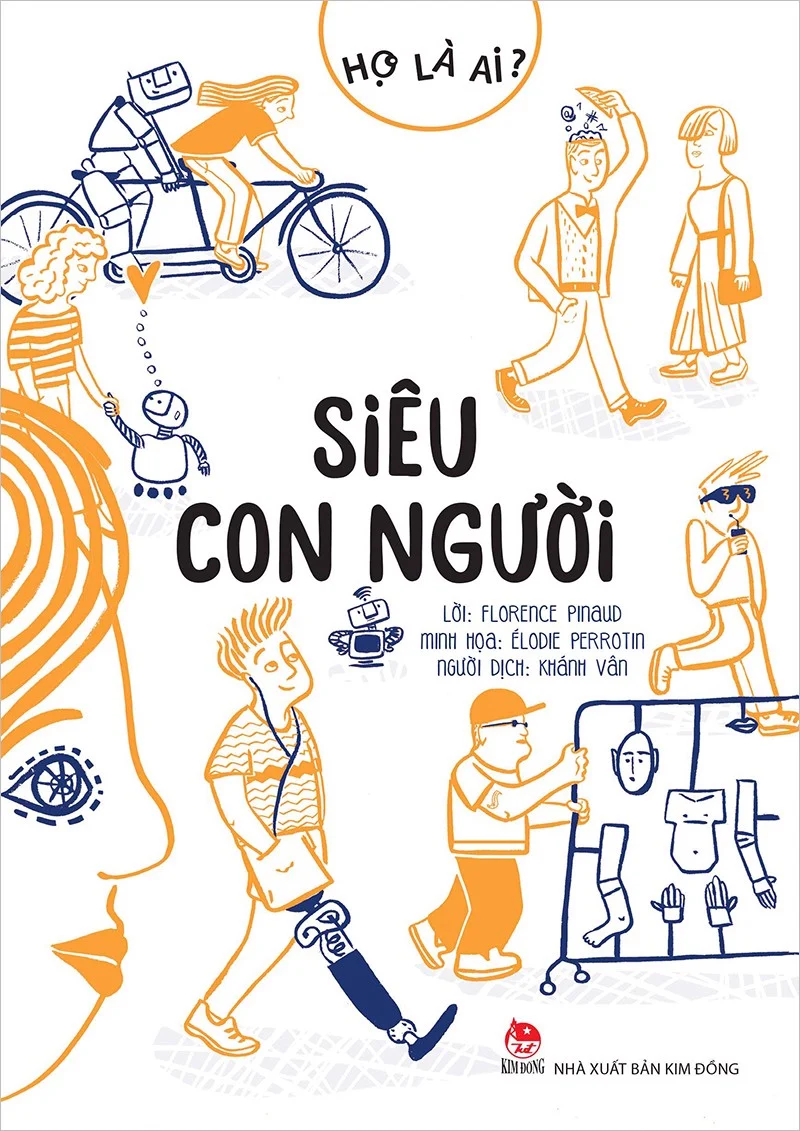 HỌ LÀ Ai?
@?#?
SiÊU
CON NGƯỜi
LỜI: FLORENCE PINAUD
MINH HỌA: ÉLODIE PERROTIN
NGƯỜI DỊCH: KHÁNH VÂN
KIM ĐỒNG
NHÀ XUẤT BẢN KIM ĐỒNG